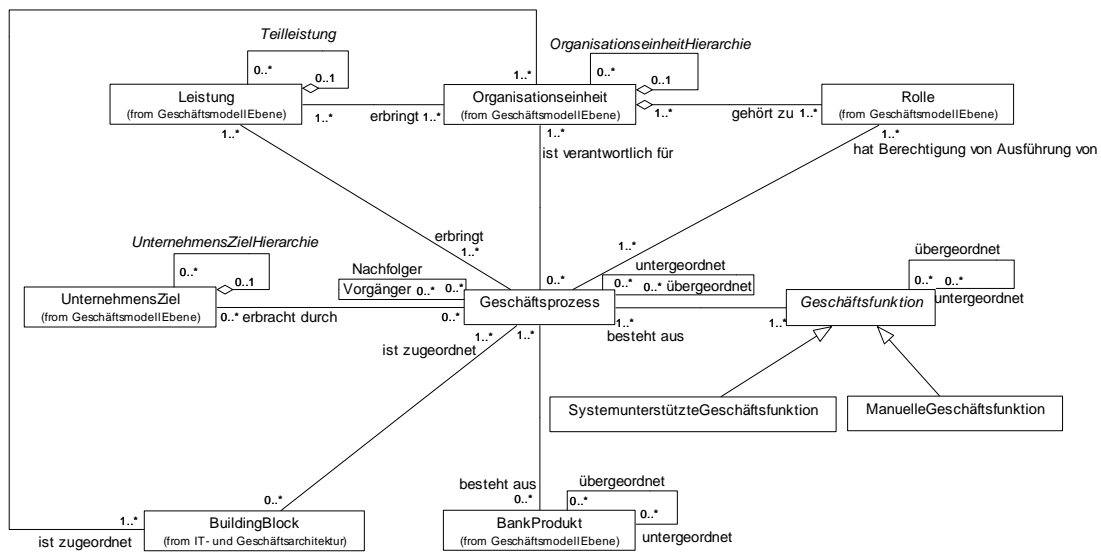 Teilleistung
OrganisationseinheitHierarchie
0..*
0..1
0..*
0..1
1..*
Leistung
(from GeschäftsmodellEbene)
Organisationseinheit
(from GeschäftsmodellEbene)
Rolle
(from GeschäftsmodellEbene)
1..*
erbringt 1..*
1..*
gehört zu 1..*
1..*
1..*
1..*
ist verantwortlich für
hat Berechtigung von Ausführung von
UnternehmensZielHierarchie
erbringt
1..*
1..*
übergeordnet
0..*
0..1
Nachfolger
Vorgänger 0..*
0..*
0..*
untergeordnet
0..*
0..* übergeordnet
0..*
0..*
untergeordnet
UnternehmensZiel
(from GeschäftsmodellEbene)
Geschäftsprozess
Geschäftsfunktion
0..* erbracht durch
0..*
1..*
besteht aus
1..*
ist zugeordnet
1..*
1..*
SystemunterstützteGeschäftsfunktion
ManuelleGeschäftsfunktion
besteht aus
übergeordnet
0..*
0..*
0..*
0..*
untergeordnet
1..*
ist zugeordnet
BuildingBlock
(from IT- und Geschäftsarchitektur)
BankProdukt
(from GeschäftsmodellEbene)